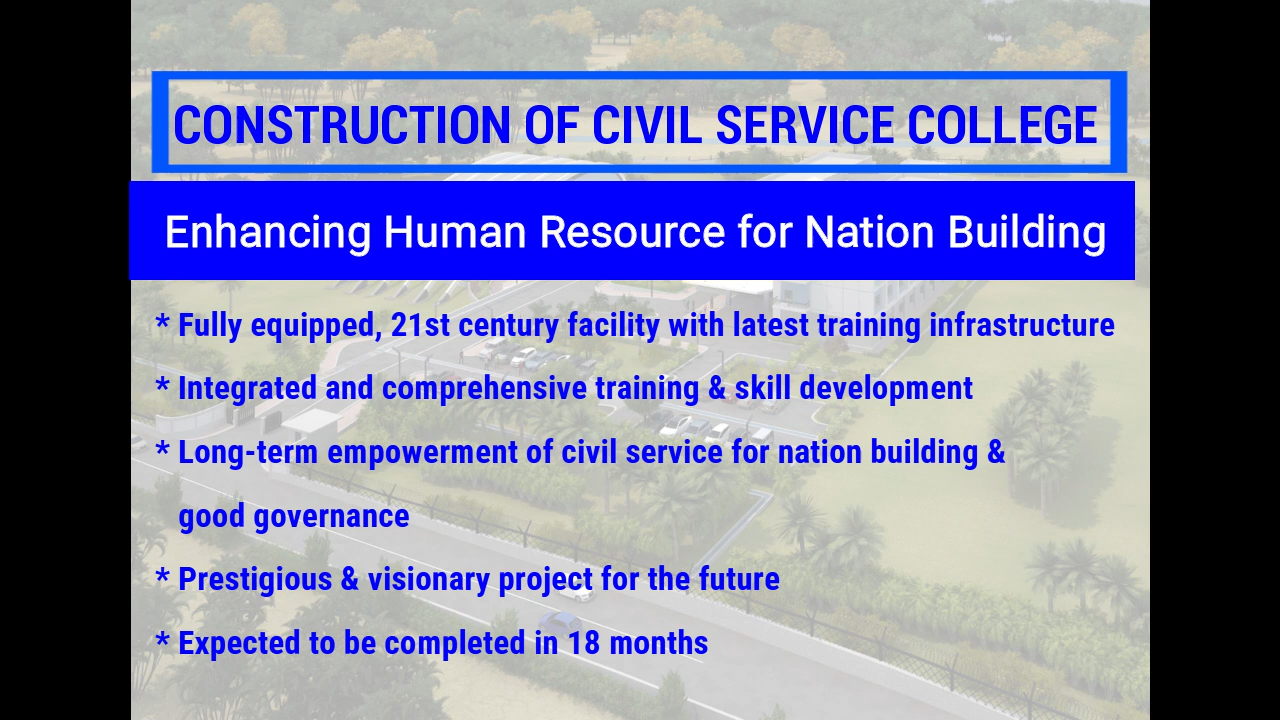 CONSTRUCTION OF CIVIL SERVICE COLLEGE
Enhancing Human Resource for Nation Building
* Fully equipped, 21st century facility with latest training infrastructure
* Integrated and comprehensive training & skill development
* Long-term empowerment of civil service for nation building &
good governance
* Prestigious & visionary project for the future
* Expected to be completed in 18 months